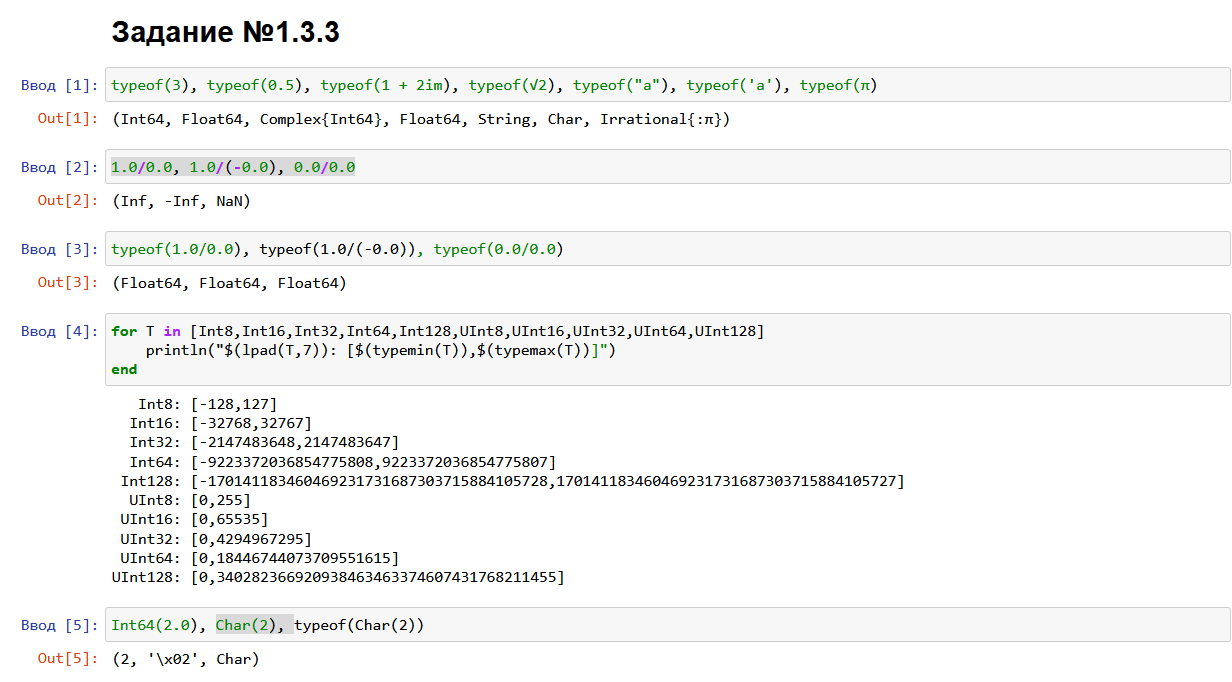 Задание №1.3.3
Ввод [1]: typeof(3), typeof(0.5), typeof(1 + 2im), typeof(√2), typeof("a"), typeof('a'), typeof(π)
Out[1]: (Int64, Float64, Complex{Int64}, Float64, String, Char, Irrational{:π})
Ввод [2]: 1.0/0.0, 1.0/(-0.0), 0.0/0.0
Out[2]: (Inf, -Inf, NaN)
Ввод [3]: typeof(1.0/0.0), typeof(1.0/(-0.0)), typeof(0.0/0.0)
Out[3]: (Float64, Float64, Float64)
Ввод [4]: for T in [Int8,Int16,Int32,Int64,Int128,UInt8,UInt16,UInt32,UInt64,UInt128]
println("$(lpad(T,7)): [$(typemin(T)),$(typemax(T))]")
end
Int8: [-128,127]
Int16: [-32768,32767]
Int32: [-2147483648,2147483647]
Int64: [-9223372036854775808,9223372036854775807]
Int128: [-170141183460469231731687303715884105728,170141183460469231731687303715884105727]
UInt8: [0,255]
UInt16: [0,65535]
UInt32: [0,4294967295]
UInt64: [0,18446744073709551615]
UInt128: [0,340282366920938463463374607431768211455]
Ввод [5]: Int64(2.0), Char(2), typeof(Char(2))
Out[5]: (2, '\x02', Char)